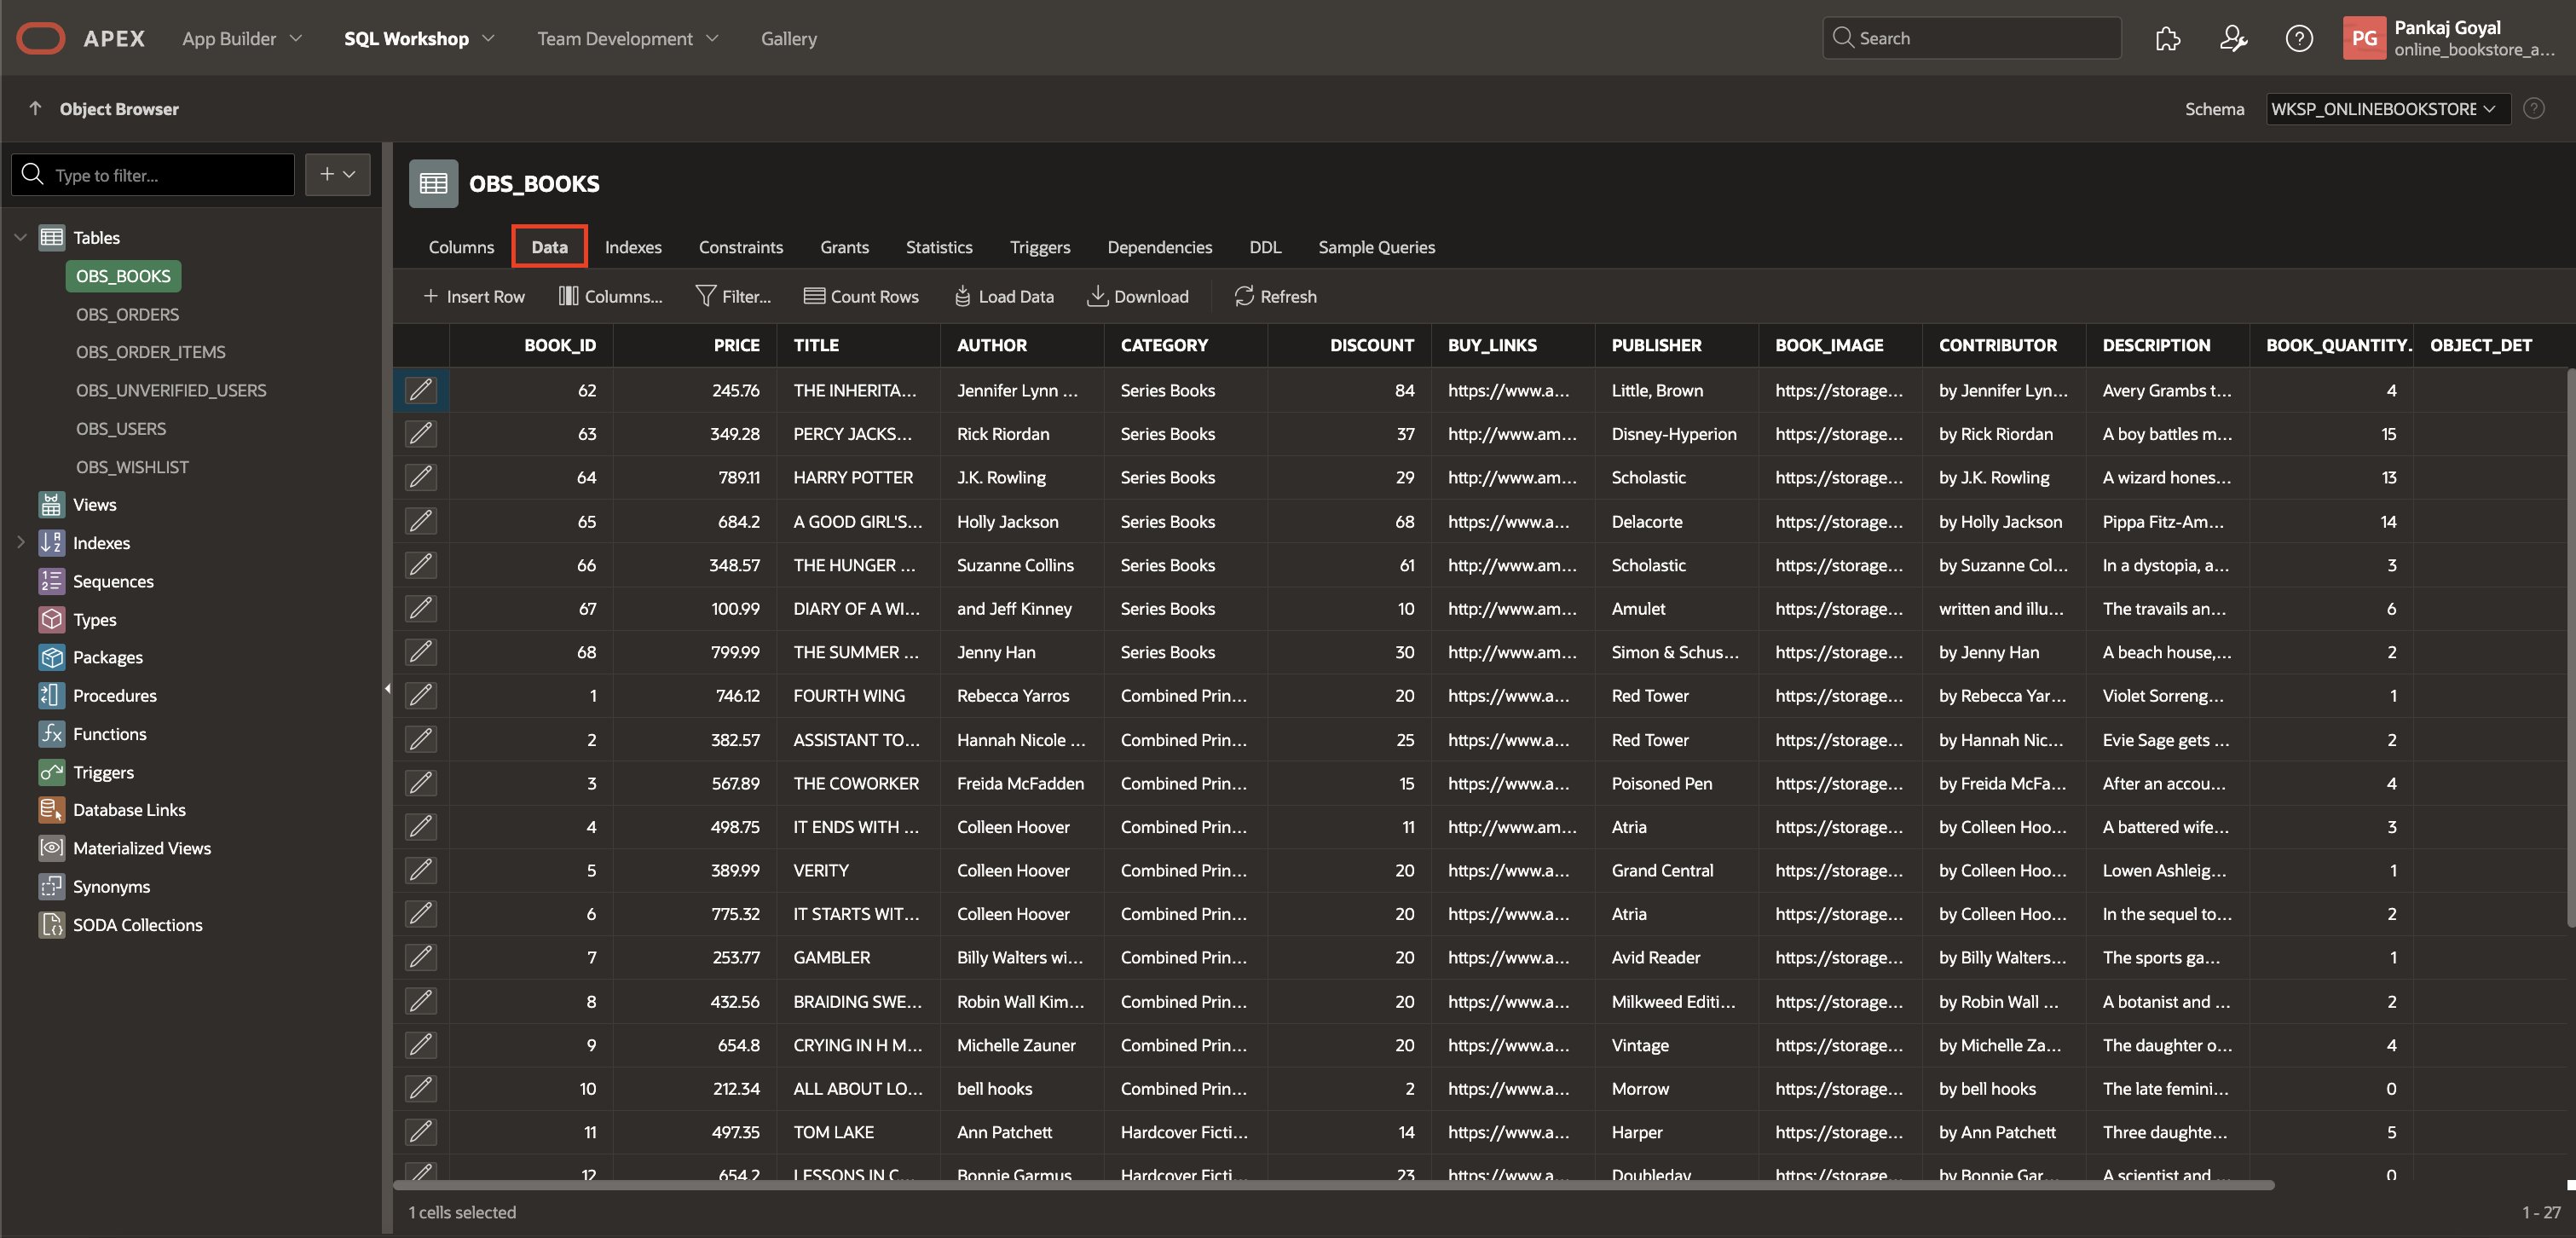 APEX App Builder SQL Workshop Team Development Gallery Search PG Pankaj Goyal
online_bookstore_a...
Object Browser Schema WKSP_ONLINEBOOKSTORE
Type to filter...
OBS_BOOKS
Tables
OBS_BOOKS
OBS_ORDERS
OBS_ORDER_ITEMS
OBS_UNVERIFIED_USERS
OBS_USERS
OBS_WISHLIST
Views
Indexes
Sequences
Types
Packages
Procedures
Functions
Triggers
Database Links
Materialized Views
Synonyms
SODA Collections
Columns Data Indexes Constraints Grants Statistics Triggers Dependencies DDL Sample Queries
+ Insert Row Columns... Filter... Count Rows Load Data Download Refresh
BOOK_ID PRICE TITLE AUTHOR CATEGORY DISCOUNT BUY_LINKS PUBLISHER BOOK_IMAGE CONTRIBUTOR DESCRIPTION BOOK_QUANTITY. OBJECT_DET
62 245.76 THE INHERITA... Jennifer Lynn ... Series Books 84 https://www.a... Little, Brown https://storage... by Jennifer Lyn... Avery Grambs t... 4
63 349.28 PERCY JACKS... Rick Riordan Series Books 37 http://www.am... Disney-Hyperion https://storage... by Rick Riordan A boy battles m... 15
64 789.11 HARRY POTTER J.K. Rowling Series Books 29 http://www.am... Scholastic https://storage... by J.K. Rowling A wizard hones... 13
65 684.2 A GOOD GIRL'S... Holly Jackson Series Books 68 https://www.a... Delacorte https://storage... by Holly Jackson Pippa Fitz-Am... 14
66 348.57 THE HUNGER ... Suzanne Collins Series Books 61 http://www.am... Scholastic https://storage... by Suzanne Col... In a dystopia, a... 3
67 100.99 DIARY OF A WI... and Jeff Kinney Series Books 10 http://www.am... Amulet https://storage... written and illu... The travails an... 6
68 799.99 THE SUMMER ... Jenny Han Series Books 30 http://www.am... Simon & Schus... https://storage... by Jenny Han A beach house,... 2
1 746.12 FOURTH WING Rebecca Yarros Combined Prin... 20 https://www.a... Red Tower https://storage... by Rebecca Yar... Violet Sorreng... 1
2 382.57 ASSISTANT TO... Hannah Nicole ... Combined Prin... 25 https://www.a... Red Tower https://storage... by Hannah Nic... Evie Sage gets ... 2
3 567.89 THE COWORKER Freida McFadden Combined Prin... 15 https://www.a... Poisoned Pen https://storage... by Freida McFa... After an accou... 4
4 498.75 IT ENDS WITH ... Colleen Hoover Combined Prin... 11 http://www.am... Atria https://storage... by Colleen Hoo... A battered wife... 3
5 389.99 VERITY Colleen Hoover Combined Prin... 20 https://www.a... Grand Central https://storage... by Colleen Hoo... Lowen Ashleig... 1
6 775.32 IT STARTS WIT... Colleen Hoover Combined Prin... 20 https://www.a... Atria https://storage... by Colleen Hoo... In the sequel to... 2
7 253.77 GAMBLER Billy Walters wi... Combined Prin... 20 https://www.a... Avid Reader https://storage... by Billy Walters... The sports ga... 1
8 432.56 BRAIDING SWE... Robin Wall Kim... Combined Prin... 20 https://www.a... Milkweed Editi... https://storage... by Robin Wall ... A botanist and ... 2
9 654.8 CRYING IN H M... Michelle Zauner Combined Prin... 20 https://www.a... Vintage https://storage... by Michelle Za... The daughter o... 4
10 212.34 ALL ABOUT LO... bell hooks Combined Prin... 2 https://www.a... Morrow https://storage... by bell hooks The late femini... 0
11 497.35 TOM LAKE Ann Patchett Hardcover Ficti... 14 https://www.a... Harper https://storage... by Ann Patchett Three daughte... 5
12 654.2 LESSONS IN C... Bonnie Garmus Hardcover Ficti... 23 https://www.a... Doubleday https://storage... by Bonnie Gar... A scientist and ... 0
1 cells selected 1 - 27